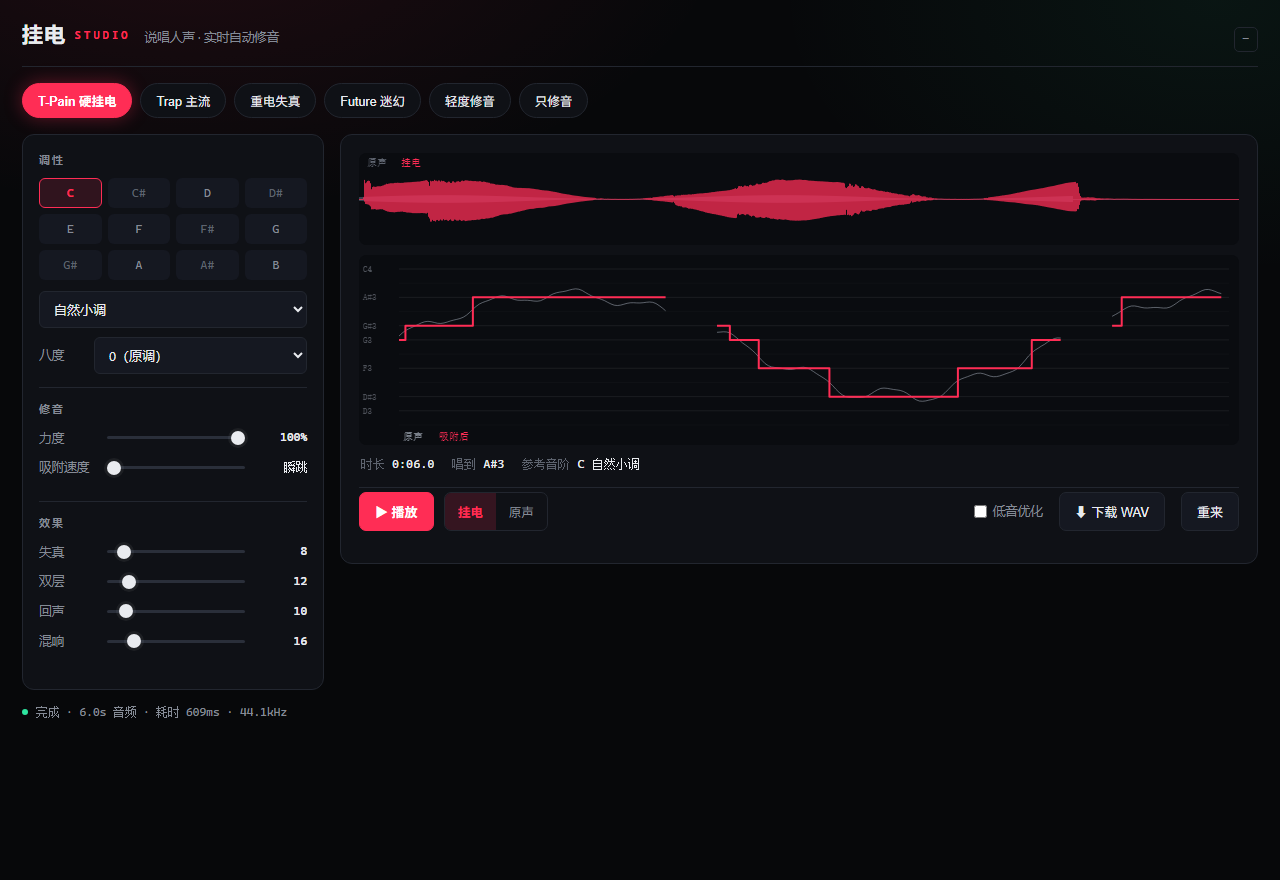 挂电 STUDIO 说唱人声 · 实时自动修音 −
T-Pain 硬挂电 Trap 主流 重电失真 Future 迷幻 轻度修音 只修音
调性
C C# D D#
E F F# G
G# A A# B
自然小调
八度 0（原调）
修音
力度 100%
吸附速度 瞬跳
效果
失真 8
双层 12
回声 10
混响 16
原声 挂电
C4
A#3
G#3
G3
F3
D#3
D3
原声 吸附后
时长 0:06.0 唱到 A#3 参考音阶 C 自然小调
▶ 播放 挂电 原声 低音优化 ⬇ 下载 WAV 重来
完成 · 6.0s 音频 · 耗时 609ms · 44.1kHz